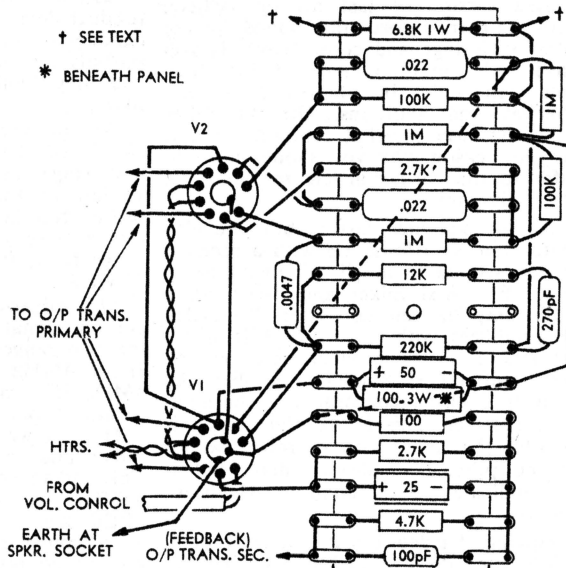 † SEE TEXT
* BENEATH PANEL
†
†
6.8K 1W
.022
100K
1M
1M
2.7K
.022
1M
100K
12K
.0047
270pF
220K
+ 50 −
100-3W *
100
2.7K
+ 25 −
4.7K
100pF
V2
TO O/P TRANS.
PRIMARY
V1
HTRS.
FROM
VOL. CONROL
EARTH AT
SPKR. SOCKET
(FEEDBACK)
O/P TRANS. SEC.